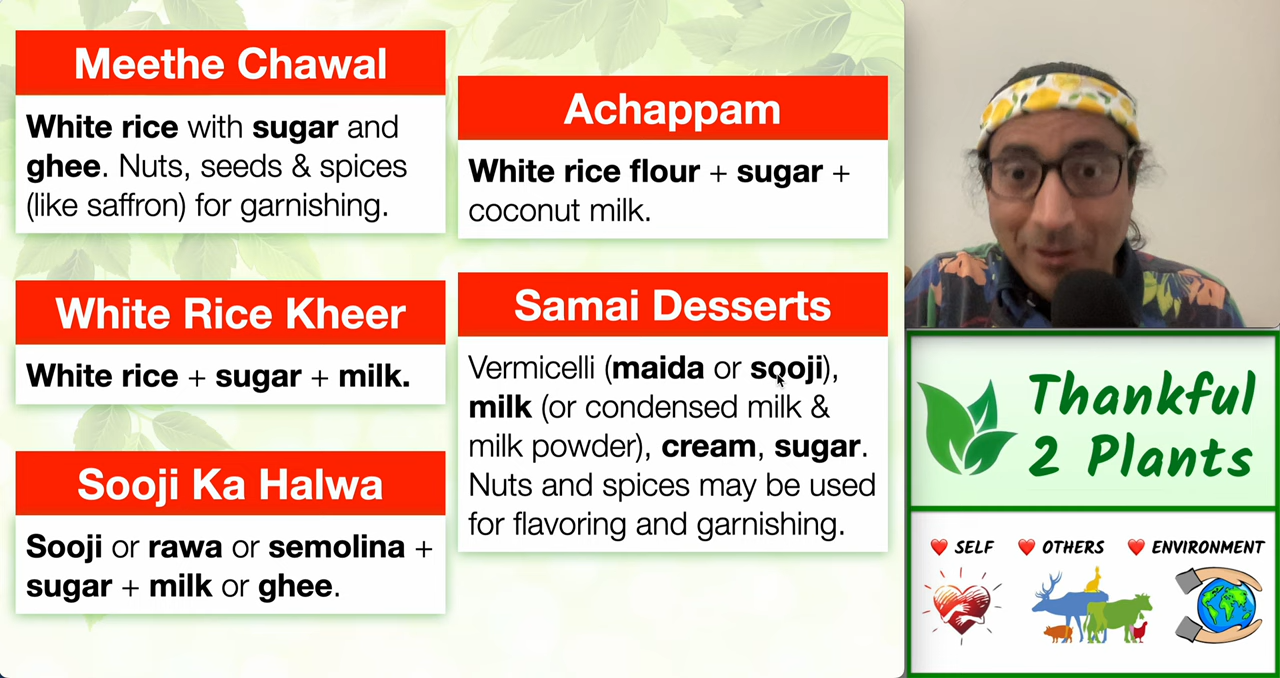 Meethe Chawal
White rice with sugar and
ghee. Nuts, seeds & spices
(like saffron) for garnishing.
White Rice Kheer
White rice + sugar + milk.
Sooji Ka Halwa
Sooji or rawa or semolina +
sugar + milk or ghee.
Achappam
White rice flour + sugar +
coconut milk.
Samai Desserts
Vermicelli (maida or sooji),
milk (or condensed milk &
milk powder), cream, sugar.
Nuts and spices may be used
for flavoring and garnishing.
Thankful
2 Plants
SELF
OTHERS
ENVIRONMENT